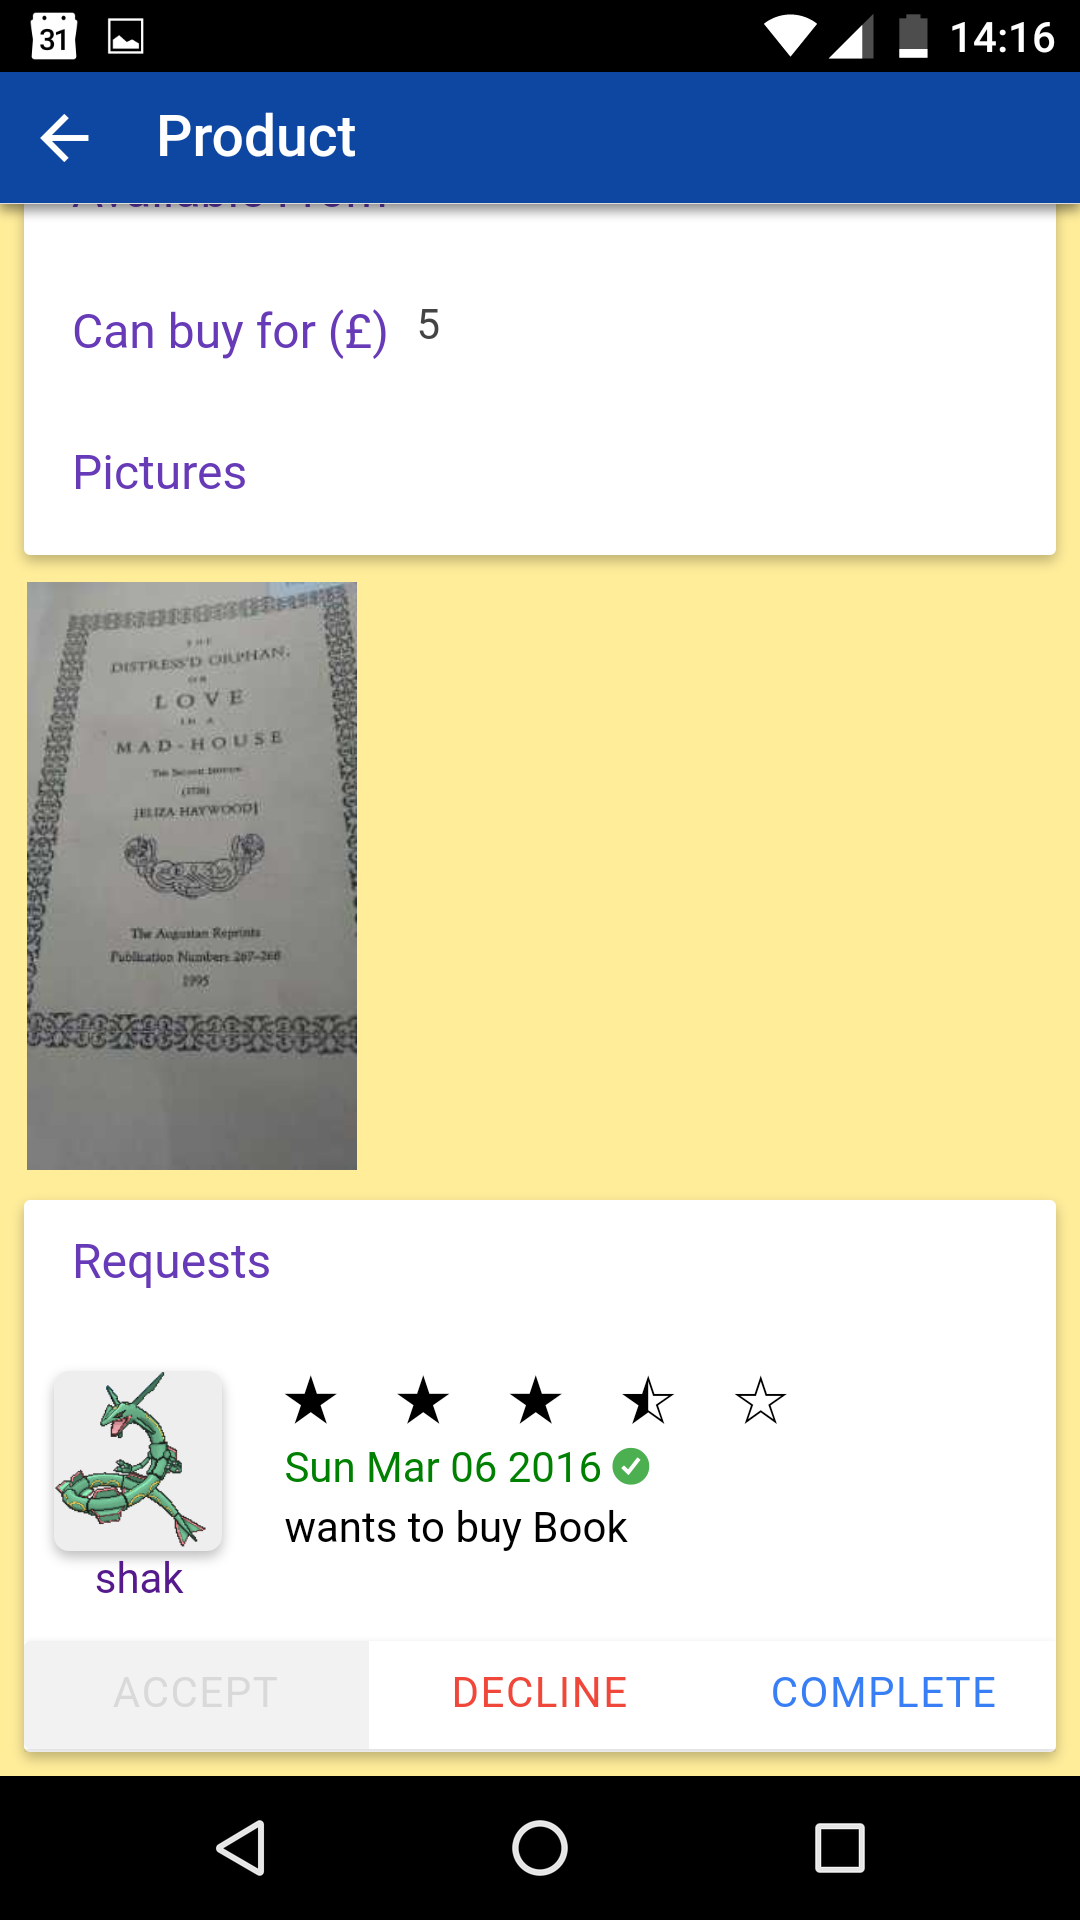 31
14:16
Product
Available From
Can buy for (£) 5
Pictures
THE
DISTRESS'D ORPHAN,
OR
LOVE
IN A
MAD-HOUSE
The Second Edition
(1726)
[ELIZA HAYWOOD]
The Augustan Reprints
Publication Numbers 267–268
1995
Requests
Sun Mar 06 2016
wants to buy Book
shak
ACCEPT
DECLINE
COMPLETE